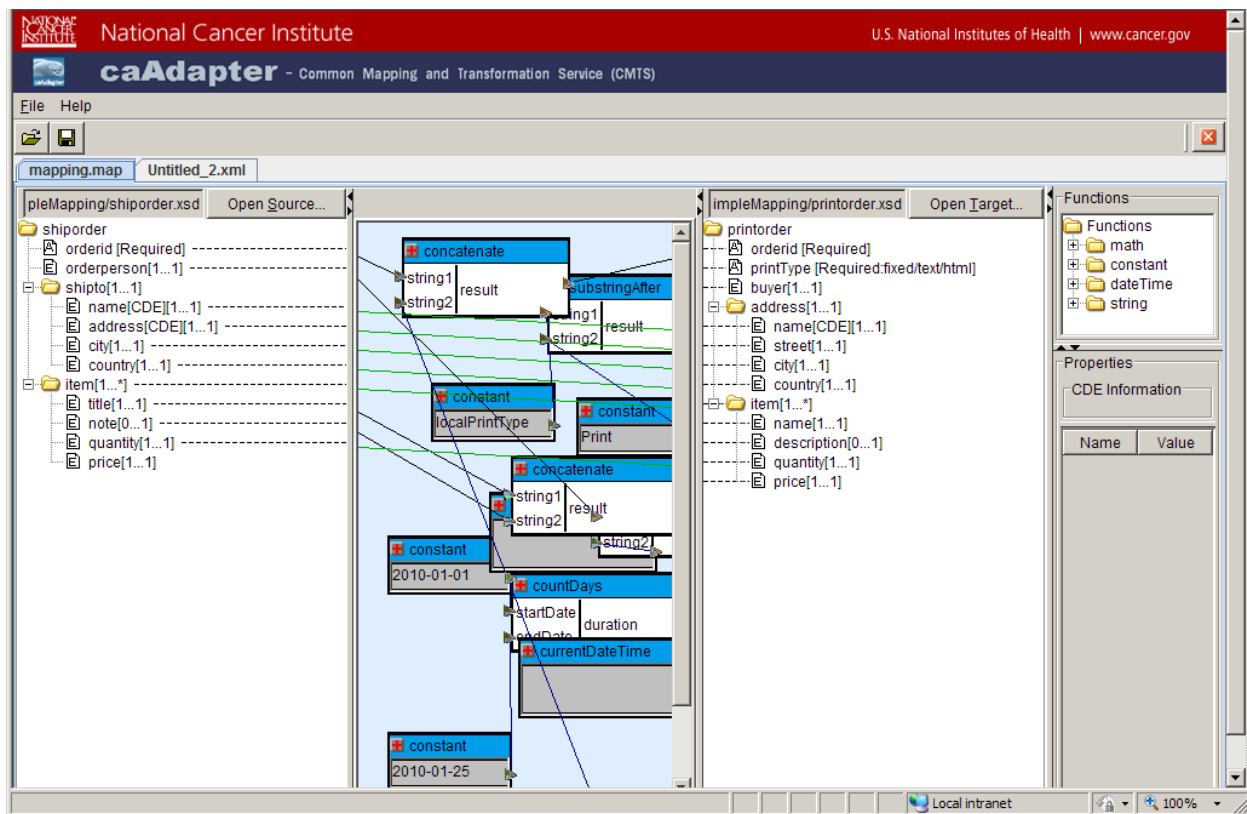 NATIONAL CANCER INSTITUTE
National Cancer Institute
U.S. National Institutes of Health | www.cancer.gov
caAdapter
caAdapter - Common Mapping and Transformation Service (CMTS)
File Help
mapping.map Untitled_2.xml
pleMapping/shiporder.xsd Open Source...
shiporder
orderid [Required]
orderperson[1...1]
shipto[1...1]
name[CDE][1...1]
address[CDE][1...1]
city[1...1]
country[1...1]
item[1...*]
title[1...1]
note[0...1]
quantity[1...1]
price[1...1]
concatenate
string1
string2
result
substringAfter
string1
string2
result
constant
localPrintType
constant
Print
concatenate
string1
string2
result
string2
constant
2010-01-01
countDays
startDate
endDate
duration
currentDateTime
constant
2010-01-25
impleMapping/printorder.xsd Open Target...
printorder
orderid [Required]
printType [Required:fixed/text/html]
buyer[1...1]
address[1...1]
name[CDE][1...1]
street[1...1]
city[1...1]
country[1...1]
item[1...*]
name[1...1]
description[0...1]
quantity[1...1]
price[1...1]
Functions
Functions
math
constant
dateTime
string
Properties
CDE Information
Name Value
Local intranet 100%